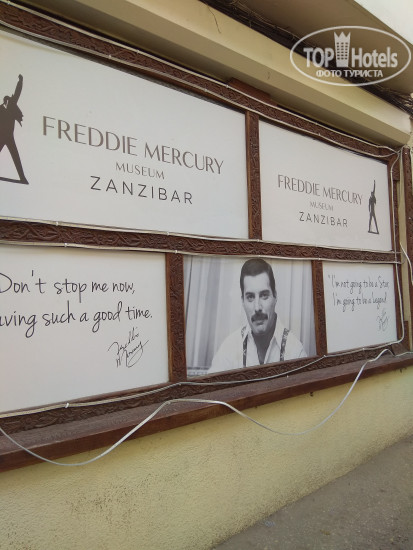 TOP Hotels
ФОТО ТУРИСТА
FREDDIE MERCURY
MUSEUM
ZANZIBAR
FREDDIE MERCURY
MUSEUM
ZANZIBAR
Don't stop me now,
aving such a good time.
"I'm not going to be a Star,
I'm going to be a Legend